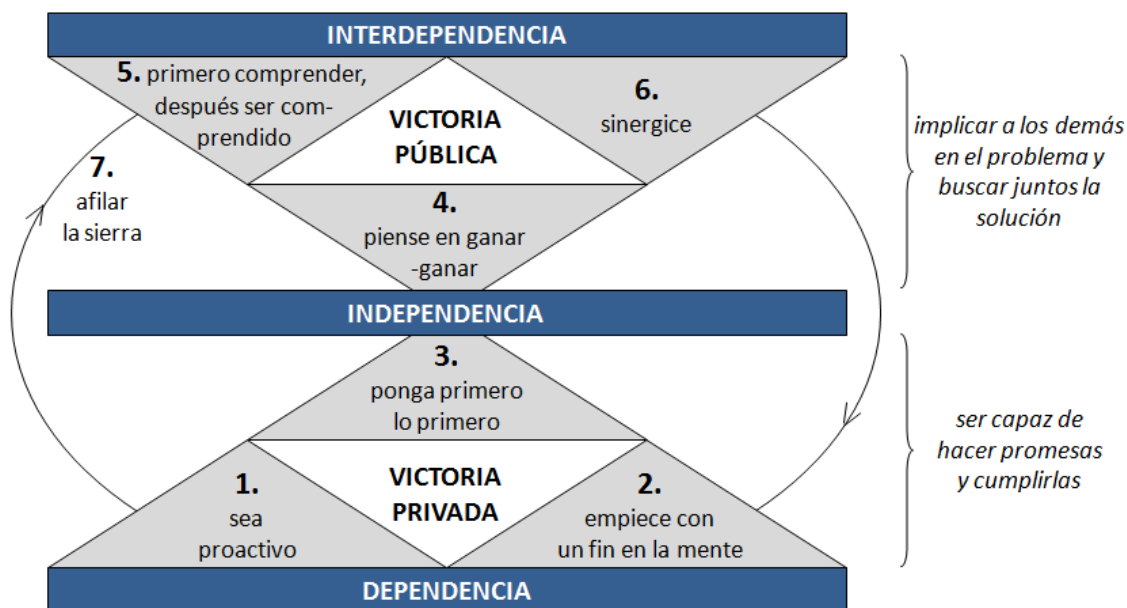 INTERDEPENDENCIA
5. primero comprender,
después ser com-
prendido
6.
sinergice
VICTORIA
PÚBLICA
implicar a los demás
en el problema y
buscar juntos la
solución
7.
afilar
la sierra
4.
piense en ganar
-ganar
INDEPENDENCIA
3.
ponga primero
lo primero
ser capaz de
hacer promesas
y cumplirlas
VICTORIA
PRIVADA
1.
sea
proactivo
2.
empiece con
un fin en la mente
DEPENDENCIA